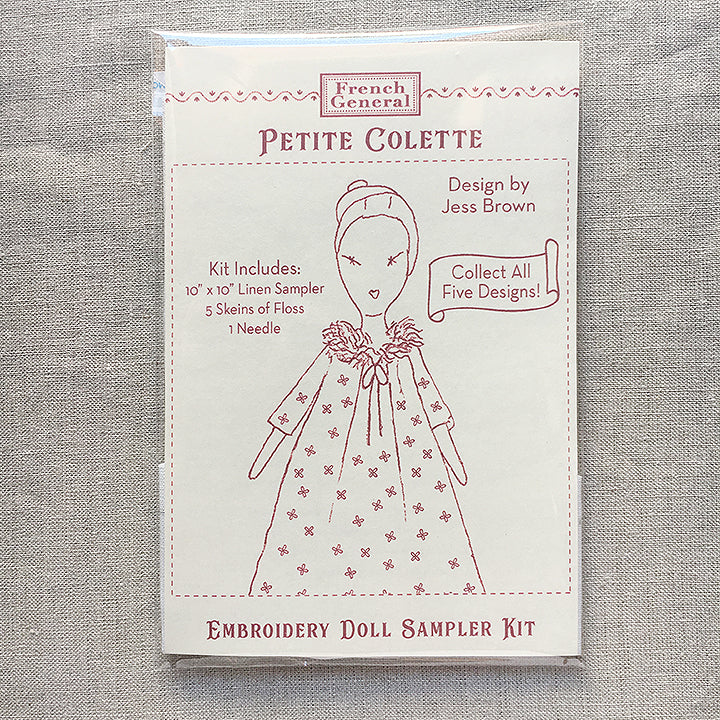 French
General
Petite Colette
Design by
Jess Brown
Kit Includes:
10" x 10" Linen Sampler
5 Skeins of Floss
1 Needle
Collect All
Five Designs!
Embroidery Doll Sampler Kit